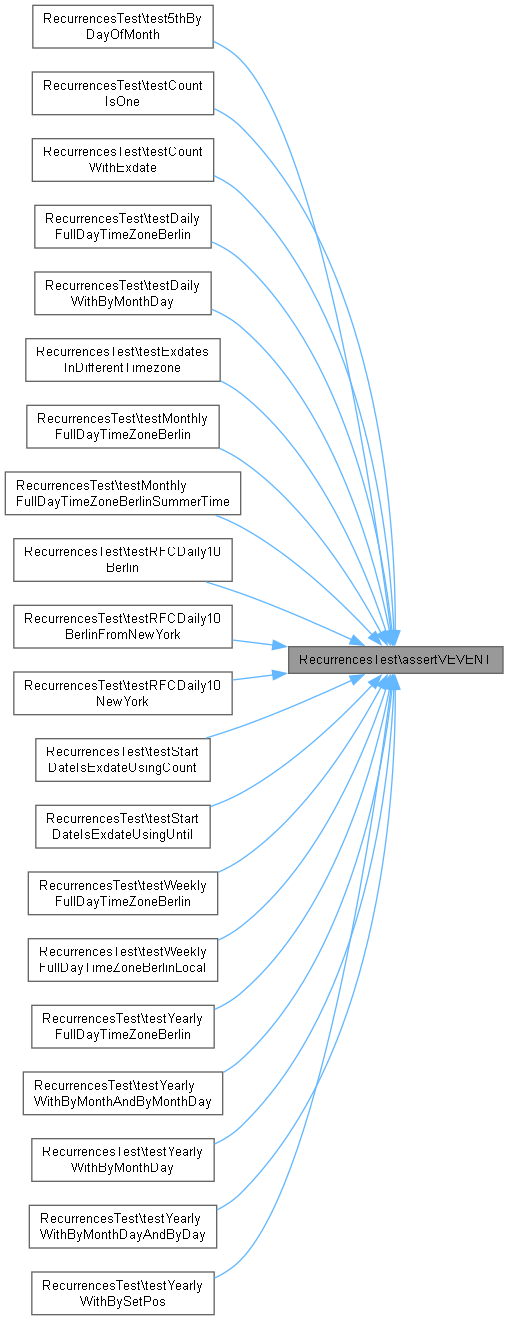 RecurrencesTest\test5thBy
DayOfMonth
RecurrencesTest\testCount
IsOne
RecurrencesTest\testCount
WithExdate
RecurrencesTest\testDaily
FullDayTimeZoneBerlin
RecurrencesTest\testDaily
WithByMonthDay
RecurrencesTest\testExdates
InDifferentTimezone
RecurrencesTest\testMonthly
FullDayTimeZoneBerlin
RecurrencesTest\testMonthly
FullDayTimeZoneBerlinSummerTime
RecurrencesTest\testRFCDaily10
Berlin
RecurrencesTest\testRFCDaily10
BerlinFromNewYork
RecurrencesTest\assertVEVENT
RecurrencesTest\testRFCDaily10
NewYork
RecurrencesTest\testStart
DateIsExdateUsingCount
RecurrencesTest\testStart
DateIsExdateUsingUntil
RecurrencesTest\testWeekly
FullDayTimeZoneBerlin
RecurrencesTest\testWeekly
FullDayTimeZoneBerlinLocal
RecurrencesTest\testYearly
FullDayTimeZoneBerlin
RecurrencesTest\testYearly
WithByMonthAndByMonthDay
RecurrencesTest\testYearly
WithByMonthDay
RecurrencesTest\testYearly
WithByMonthDayAndByDay
RecurrencesTest\testYearly
WithBySetPos